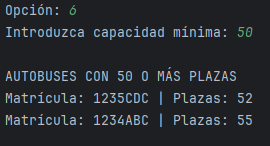 Opción: 6
Introduzca capacidad mínima: 50
AUTOBUSES CON 50 O MÁS PLAZAS
Matrícula: 1235CDC | Plazas: 52
Matrícula: 1234ABC | Plazas: 55